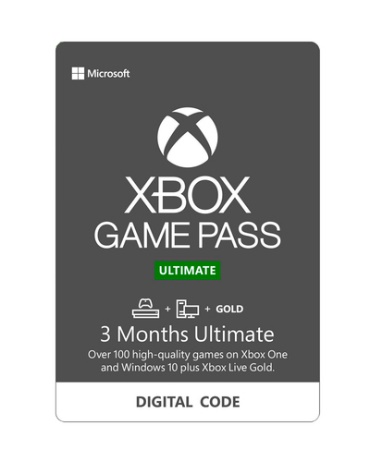 Microsoft
XBOX
GAME PASS
ULTIMATE
+ + GOLD
3 Months Ultimate
Over 100 high-quality games on Xbox One
and Windows 10 plus Xbox Live Gold.
DIGITAL CODE